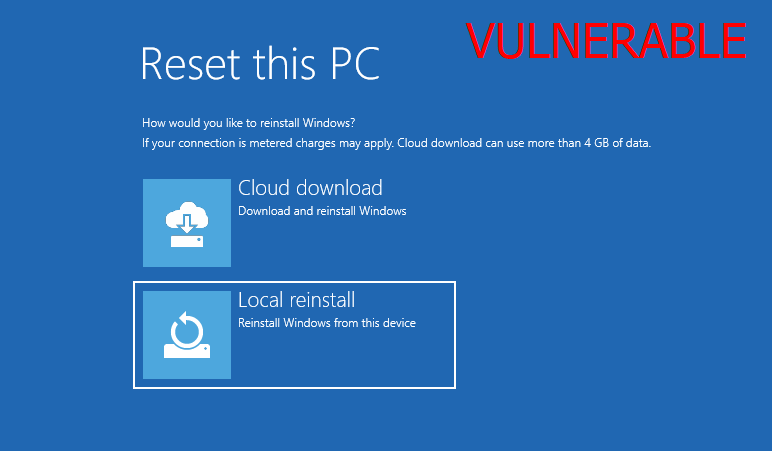 VULNERABLE
Reset this PC
How would you like to reinstall Windows?
If your connection is metered charges may apply. Cloud download can use more than 4 GB of data.
Cloud download
Download and reinstall Windows
Local reinstall
Reinstall Windows from this device